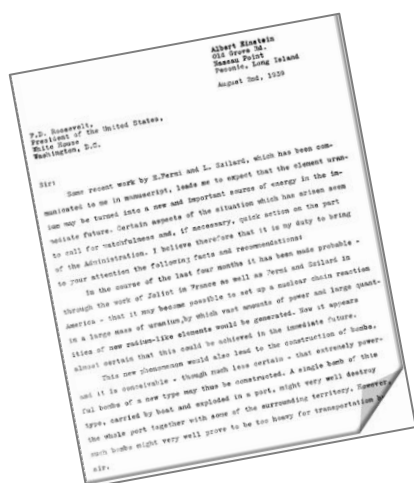 Albert Einstein
Old Grove Rd.
Nassau Point
Peconic, Long Island
August 2nd, 1939
F.D. Roosevelt,
President of the United States,
White House
Washington, D.C.
Sir:
Some recent work by E.Fermi and L. Szilard, which has been com-
municated to me in manuscript, leads me to expect that the element uran-
ium may be turned into a new and important source of energy in the im-
mediate future. Certain aspects of the situation which has arisen seem
to call for watchfulness and, if necessary, quick action on the part
of the Administration. I believe therefore that it is my duty to bring
to your attention the following facts and recommendations:
In the course of the last four months it has been made probable -
through the work of Joliot in France as well as Fermi and Szilard in
America - that it may become possible to set up a nuclear chain reaction
in a large mass of uranium,by which vast amounts of power and large quant-
ities of new radium-like elements would be generated. Now it appears
almost certain that this could be achieved in the immediate future.
This new phenomenon would also lead to the construction of bombs,
and it is conceivable - though much less certain - that extremely power-
ful bombs of a new type may thus be constructed. A single bomb of this
type, carried by boat and exploded in a port, might very well destroy
the whole port together with some of the surrounding territory. However,
such bombs might very well prove to be too heavy for transportation
air.